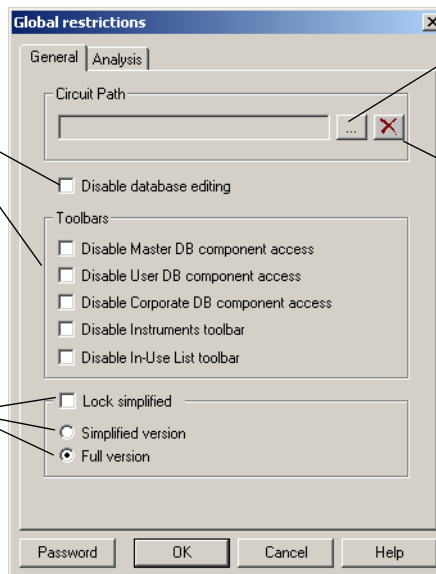 Global restrictions
General
Analysis
Circuit Path
...
Disable database editing
Toolbars
Disable Master DB component access
Disable User DB component access
Disable Corporate DB component access
Disable Instruments toolbar
Disable In-Use List toolbar
Lock simplified
Simplified version
Full version
Password
OK
Cancel
Help